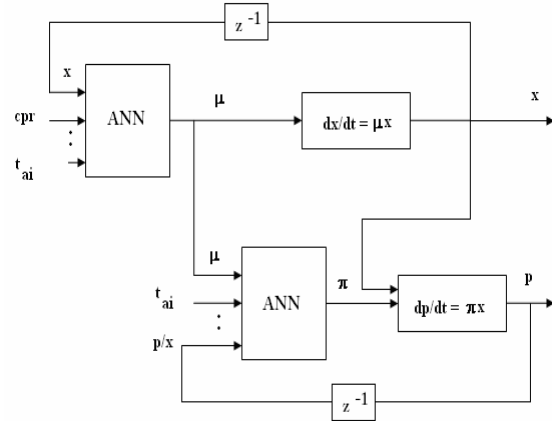 z -1
x
cpr
:
t ai
ANN
μ
dx/dt = μx
x
μ
t ai
:
p/x
ANN
π
dp/dt = πx
p
z -1